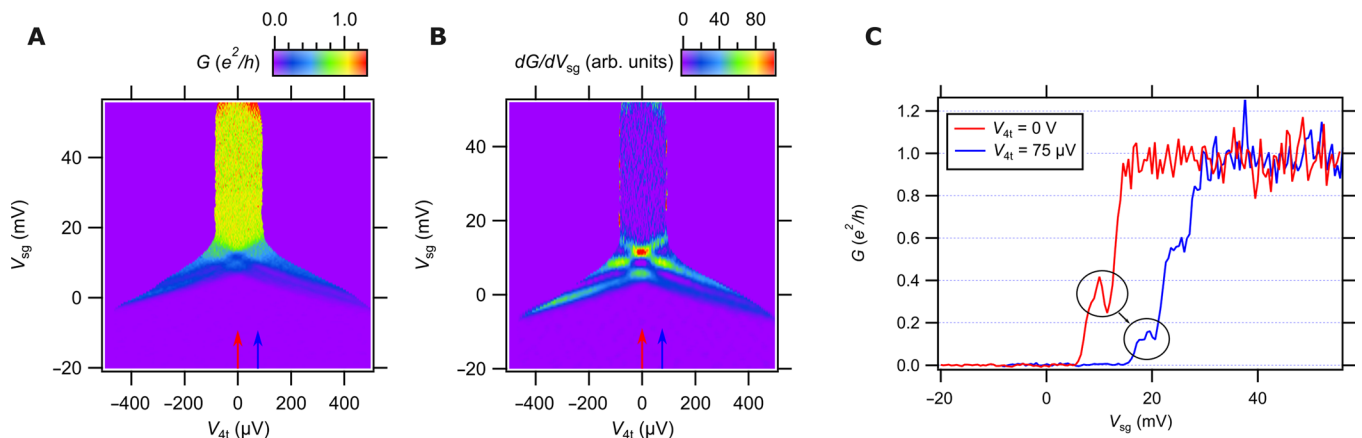 A
0.0 1.0
G (e²/h)
V_sg (mV)
40
20
0
−20
−400 −200 0 200 400
V_4t (µV)
B
0 40 80
dG/dV_sg (arb. units)
V_sg (mV)
40
20
0
−20
−400 −200 0 200 400
V_4t (µV)
C
G (e²/h)
1.2
1.0
0.8
0.6
0.4
0.2
0.0
V_4t = 0 V
V_4t = 75 µV
−20 0 20 40
V_sg (mV)